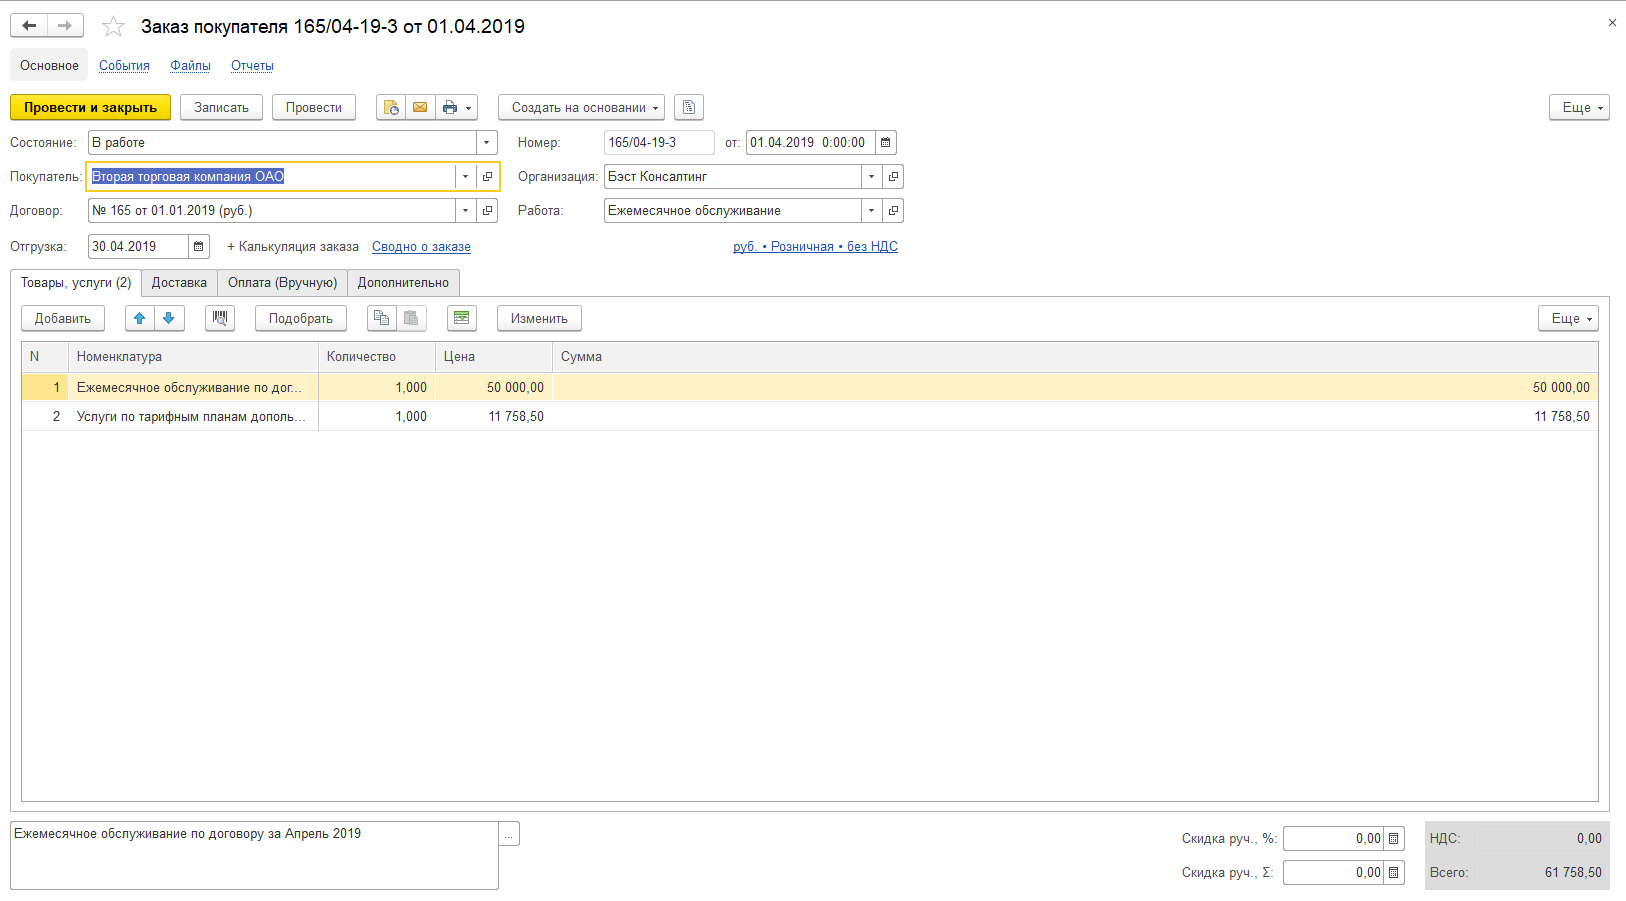 Заказ покупателя 165/04-19-3 от 01.04.2019
Основное События Файлы Отчеты
Провести и закрыть Записать Провести Создать на основании Еще
Состояние: В работе Номер: 165/04-19-3 от: 01.04.2019 0:00:00
Покупатель: Вторая торговая компания ОАО Организация: Бэст Консалтинг
Договор: № 165 от 01.01.2019 (руб.) Работа: Ежемесячное обслуживание
Отгрузка: 30.04.2019 + Калькуляция заказа Сводно о заказе руб. • Розничная • без НДС
Товары, услуги (2) Доставка Оплата (Вручную) Дополнительно
Добавить Подобрать Изменить Еще
N Номенклатура Количество Цена Сумма
1 Ежемесячное обслуживание по дог... 1,000 50 000,00 50 000,00
2 Услуги по тарифным планам дополь... 1,000 11 758,50 11 758,50
Ежемесячное обслуживание по договору за Апрель 2019 ...
Скидка руч., %: 0,00 НДС: 0,00
Скидка руч., Σ: 0,00 Всего: 61 758,50